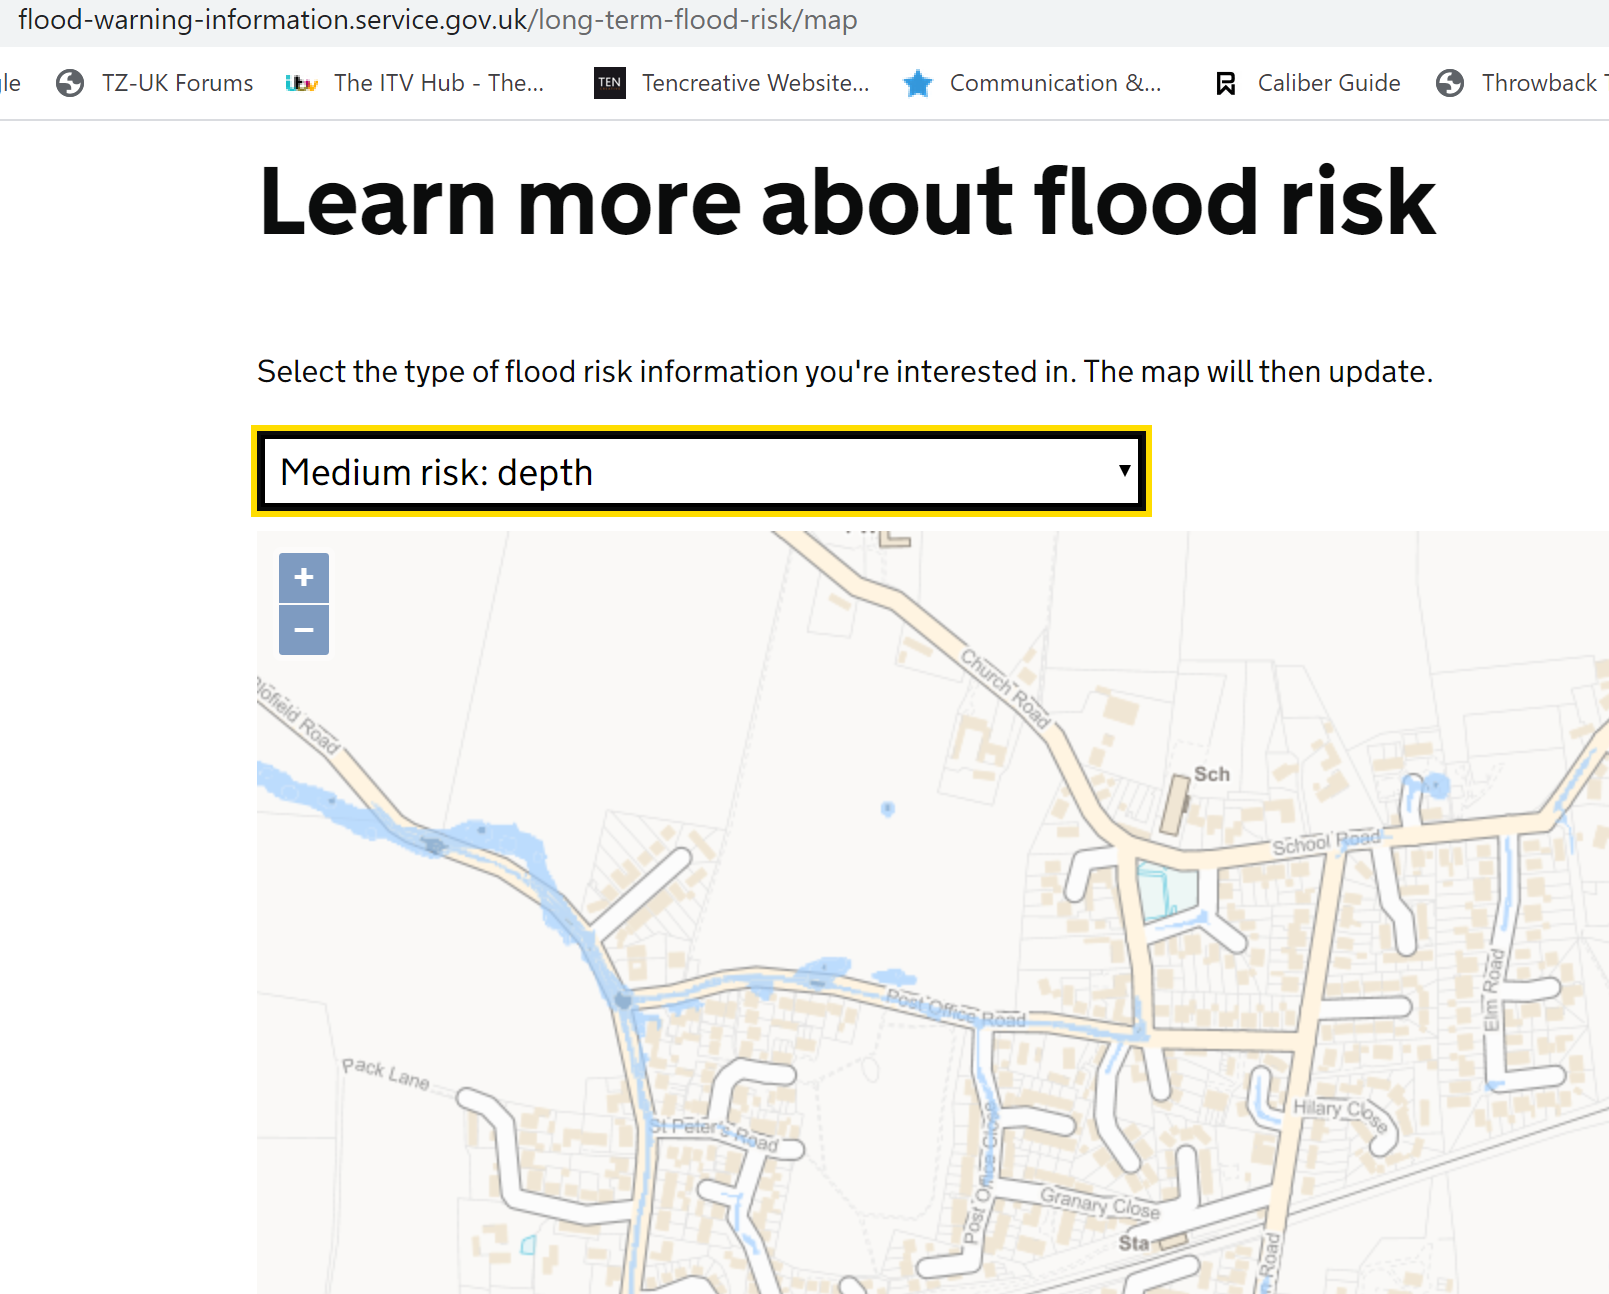 flood-warning-information.service.gov.uk/long-term-flood-risk/map
le TZ-UK Forums itv The ITV Hub - The... TEN Tencreative Website... Communication &... Caliber Guide Throwback T
Learn more about flood risk
Select the type of flood risk information you're interested in. The map will then update.
Medium risk: depth
+
−
Church Road
lofield Road
Sch
School Road
Post Office Road
Elm Road
Pack Lane
St Peter's Road
Hilary Close
Post Office Close
Granary Close
Sta
Road